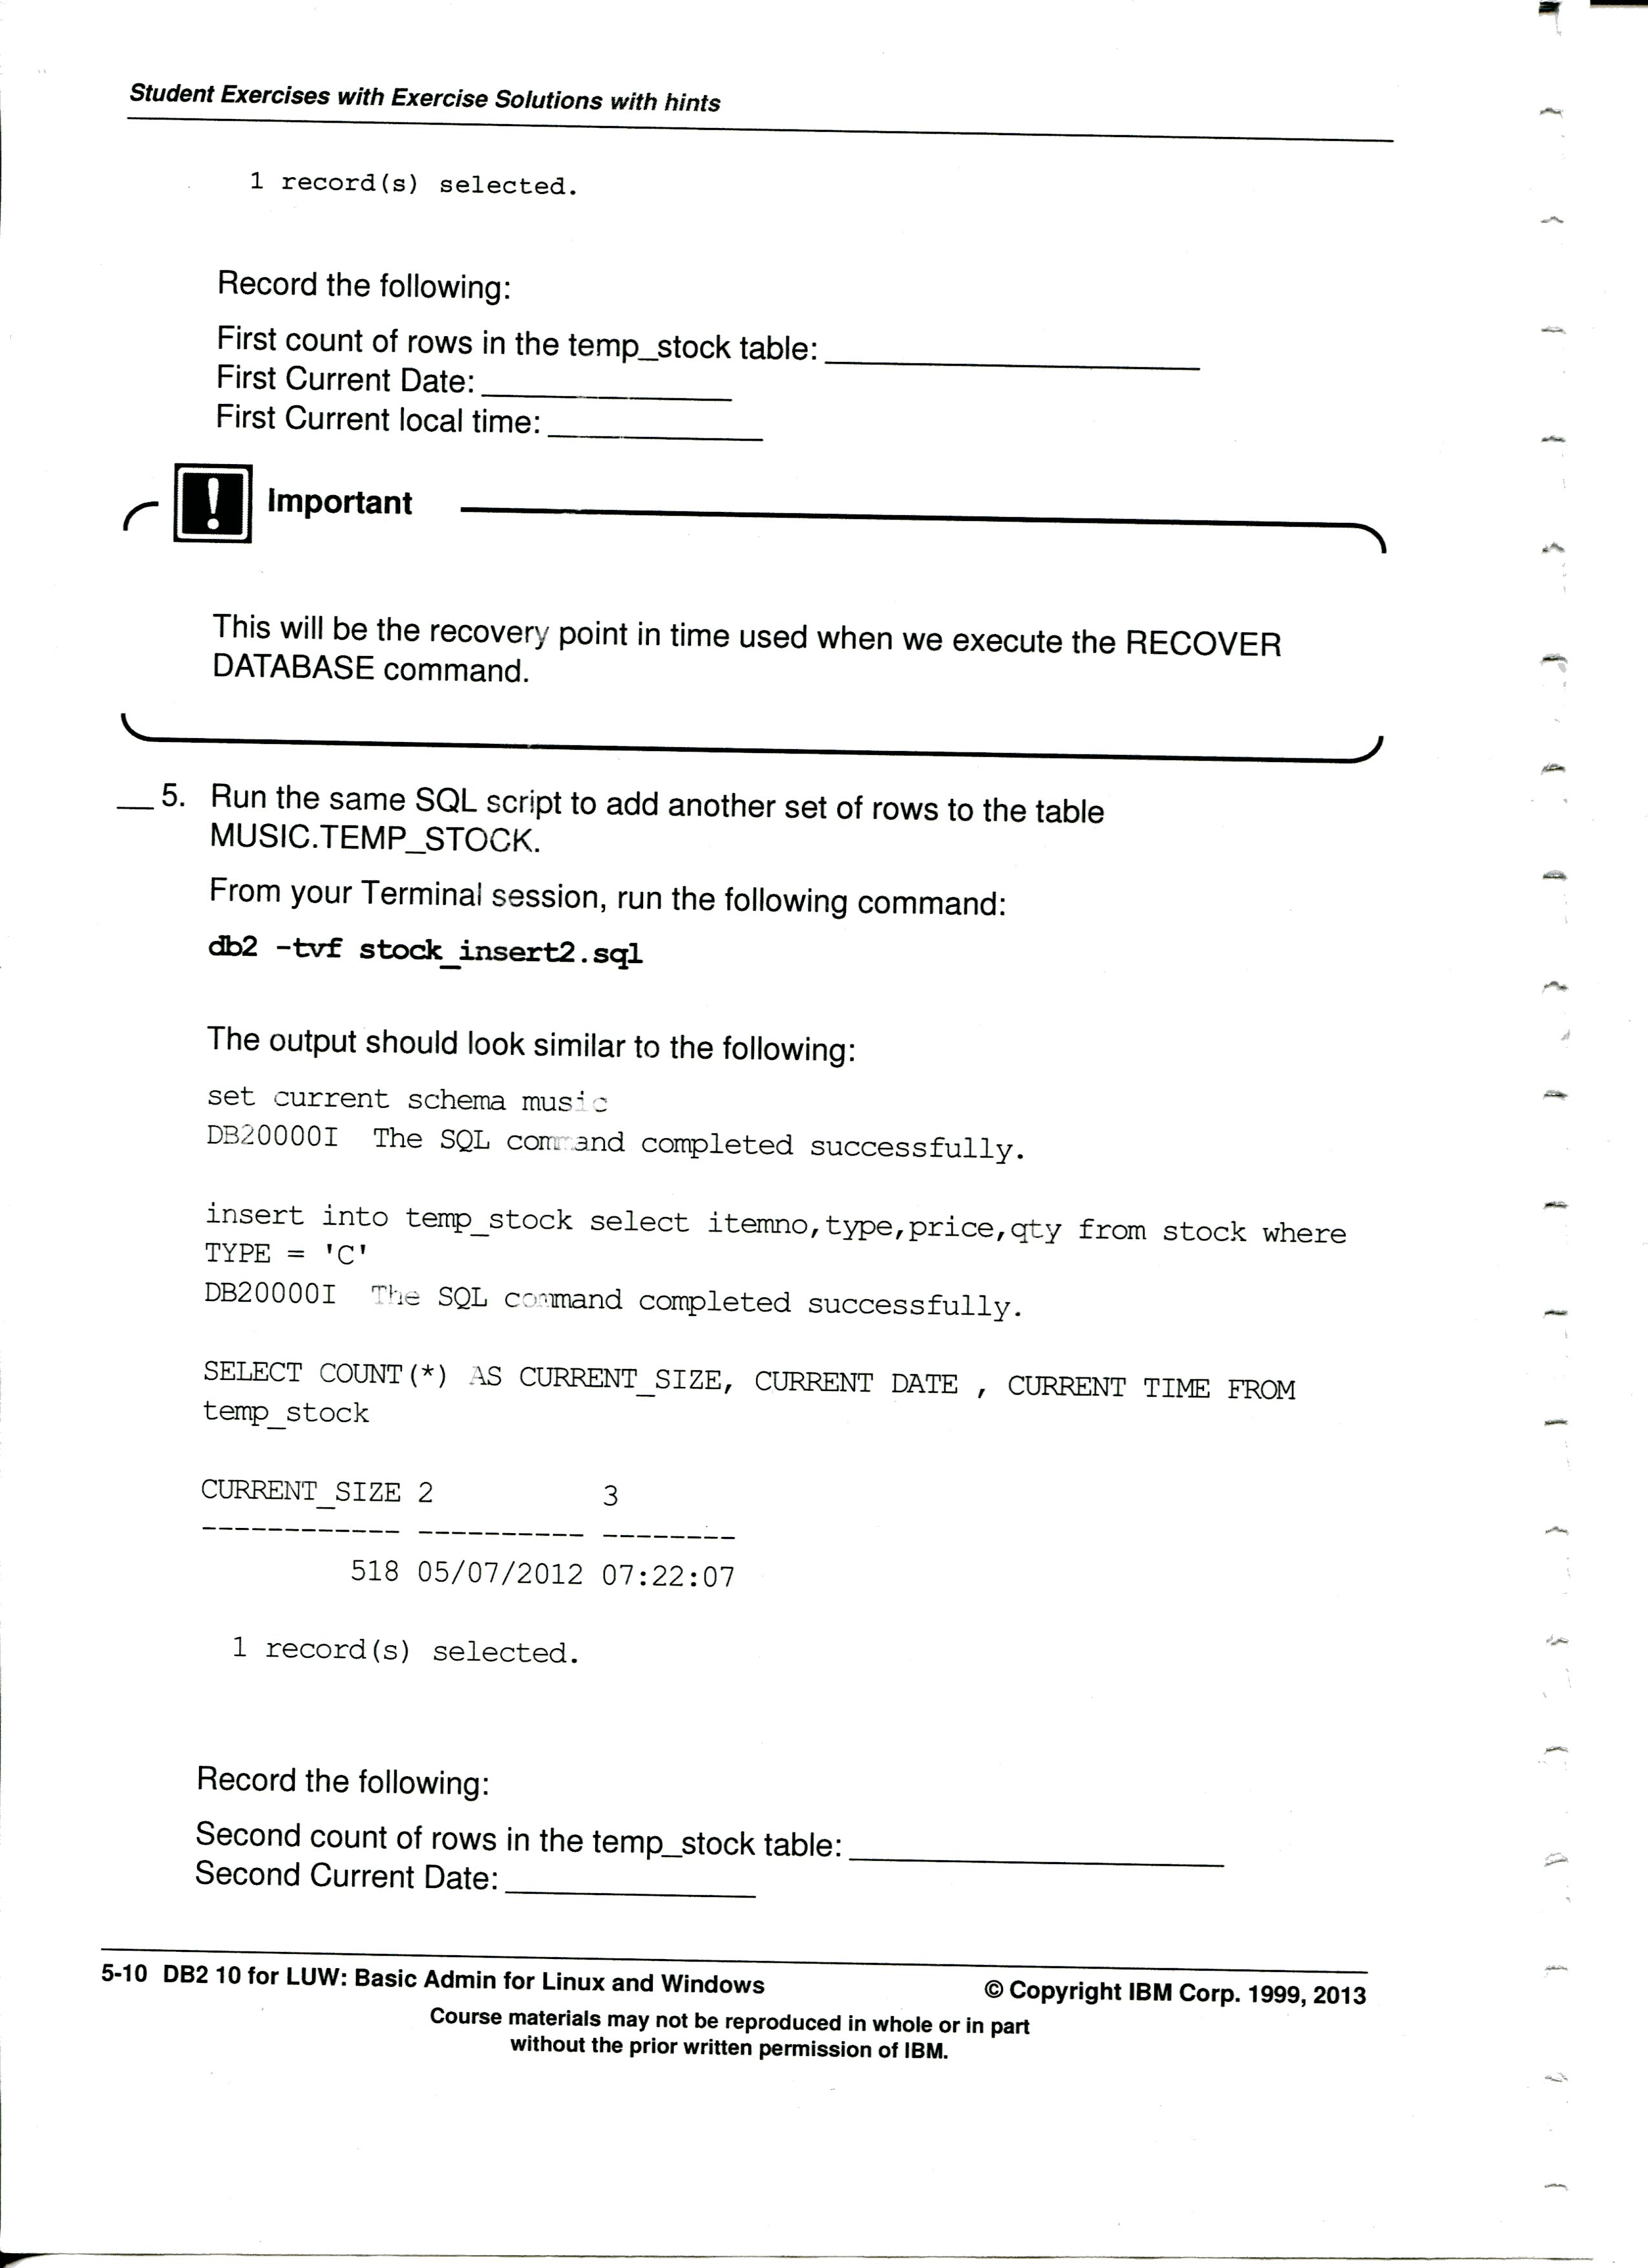 Student Exercises with Exercise Solutions with hints
1 record(s) selected.
Record the following:
First count of rows in the temp_stock table: ____________________
First Current Date: ______________
First Current local time: ____________
! Important
This will be the recovery point in time used when we execute the RECOVER
DATABASE command.
__ 5. Run the same SQL script to add another set of rows to the table
MUSIC.TEMP_STOCK.
From your Terminal session, run the following command:
db2 -tvf stock_insert2.sql
The output should look similar to the following:
set current schema music
DB20000I  The SQL command completed successfully.
insert into temp_stock select itemno,type,price,qty from stock where
TYPE = 'C'
DB20000I  The SQL command completed successfully.
SELECT COUNT(*) AS CURRENT_SIZE, CURRENT DATE , CURRENT TIME FROM
temp_stock
CURRENT_SIZE 2          3
------------ ---------- --------
518 05/07/2012 07:22:07
1 record(s) selected.
Record the following:
Second count of rows in the temp_stock table: ____________________
Second Current Date: ______________
5-10 DB2 10 for LUW: Basic Admin for Linux and Windows © Copyright IBM Corp. 1999, 2013
Course materials may not be reproduced in whole or in part
without the prior written permission of IBM.